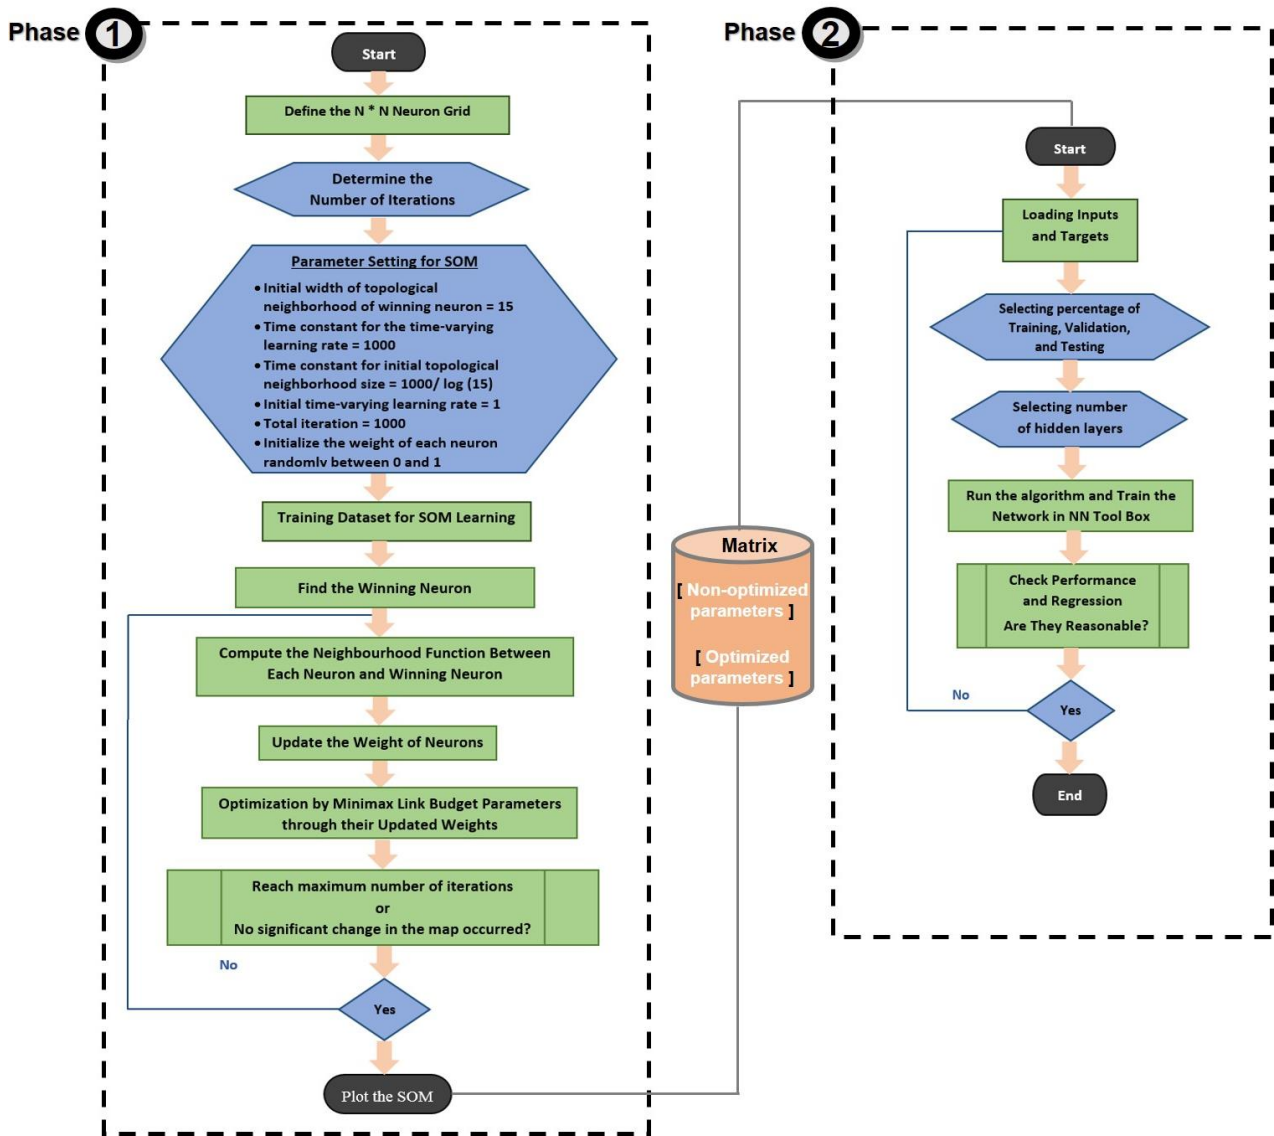 Phase 1
Start
Define the N * N Neuron Grid
Determine the
Number of Iterations
Parameter Setting for SOM
• Initial width of topological
neighborhood of winning neuron = 15
• Time constant for the time-varying
learning rate = 1000
• Time constant for initial topological
neighborhood size = 1000/ log (15)
• Initial time-varying learning rate = 1
• Total iteration = 1000
• Initialize the weight of each neuron
randomly between 0 and 1
Training Dataset for SOM Learning
Find the Winning Neuron
Compute the Neighbourhood Function Between
Each Neuron and Winning Neuron
Update the Weight of Neurons
Optimization by Minimax Link Budget Parameters
through their Updated Weights
Reach maximum number of iterations
or
No significant change in the map occurred?
No
Yes
Plot the SOM
Matrix
[ Non-optimized
parameters ]
[ Optimized
parameters ]
Phase 2
Start
Loading Inputs
and Targets
Selecting percentage of
Training, Validation,
and Testing
Selecting number
of hidden layers
Run the algorithm and Train the
Network in NN Tool Box
Check Performance
and Regression
Are They Reasonable?
No
Yes
End